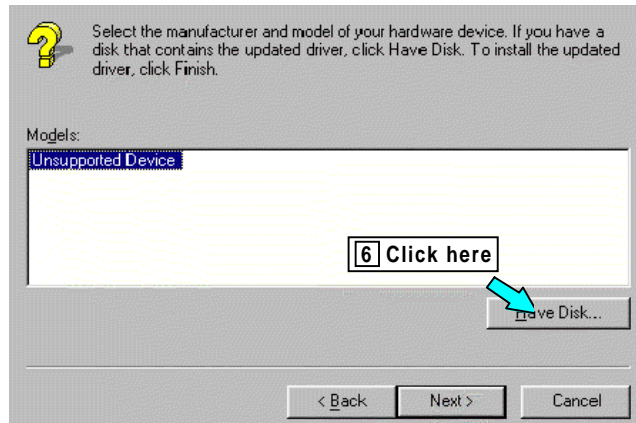 Select the manufacturer and model of your hardware device. If you have a
disk that contains the updated driver, click Have Disk. To install the updated
driver, click Finish.
Models:
Unsupported Device
6 Click here
Have Disk...
< Back
Next >
Cancel